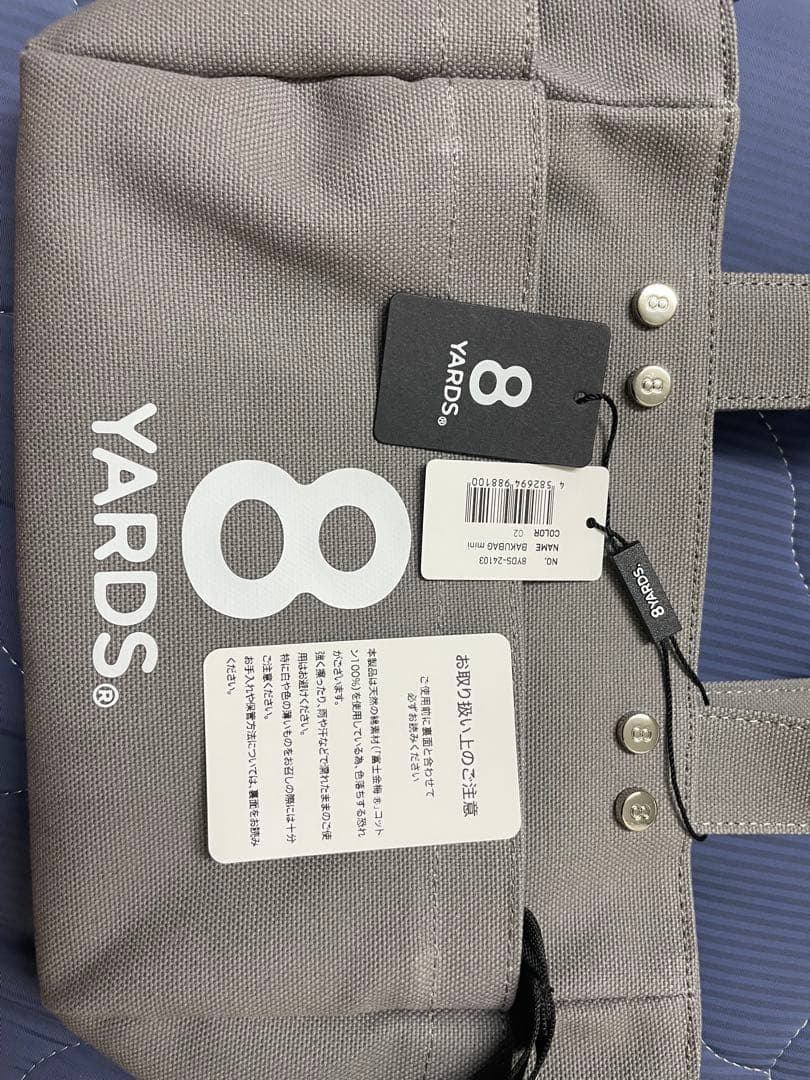 8
YARDS®
8
YARDS®
NO. 8YDS-24103
NAME BAKUBAG mini
COLOR 02
4 582694 988100
8YARDS.
お取り扱い上のご注意
ご使用前に裏面と合わせて
必ずお読みください
本製品は天然の綿素材(「富士金梅®」コット
ン100%)を使用している為、色落ちする恐れ
がございます。
強く擦ったり、雨や汗などで濡れたままのご使
用はお避けください。
特に白や色の薄いものをお召しの際には十分
ご注意ください。
お手入れや保管方法については、裏面をお読み
ください。
8
8
8
8